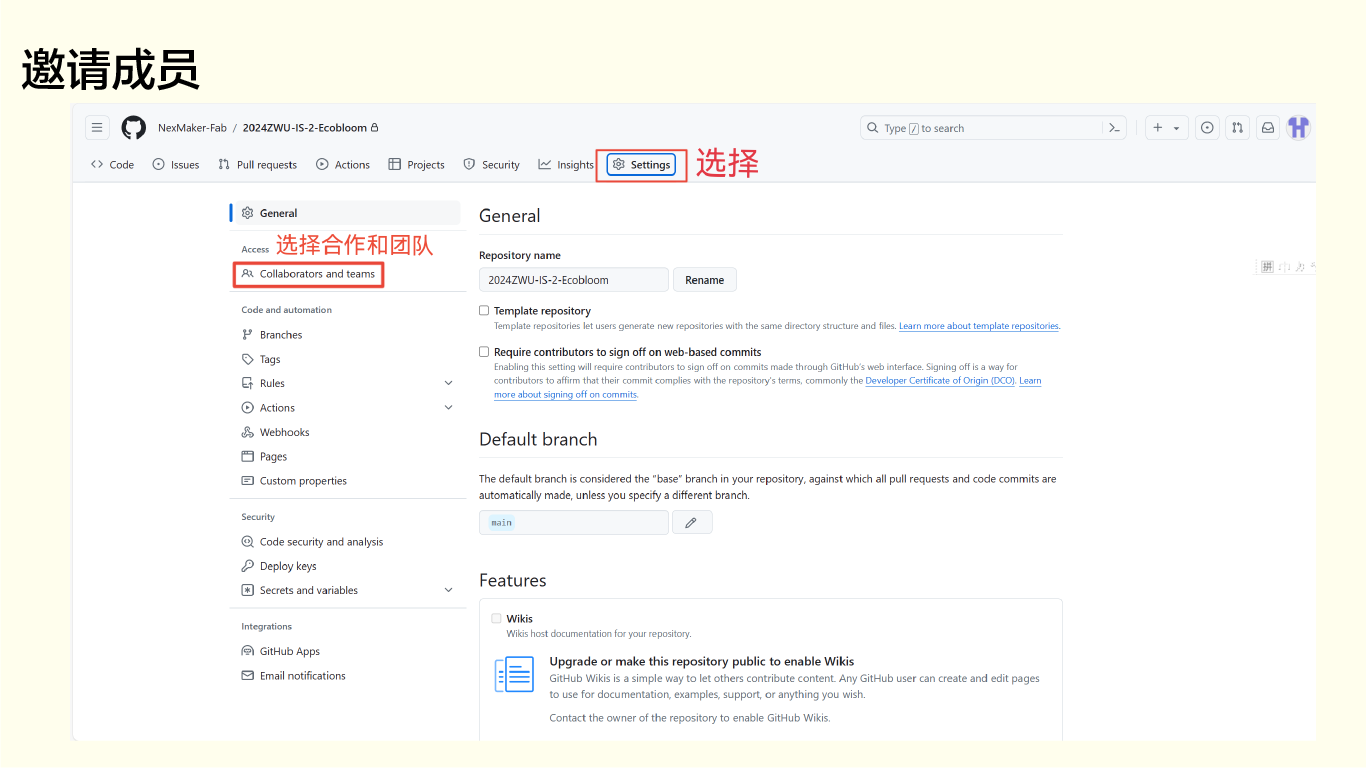 邀请成员
NexMaker-Fab / 2024ZWU-IS-2-Ecobloom
Type / to search
Code Issues Pull requests Actions Projects Security Insights Settings 选择
General
Access 选择合作和团队
Collaborators and teams
Code and automation
Branches
Tags
Rules
Actions
Webhooks
Pages
Custom properties
Security
Code security and analysis
Deploy keys
Secrets and variables
Integrations
GitHub Apps
Email notifications
General
Repository name
2024ZWU-IS-2-Ecobloom Rename
Template repository
Template repositories let users generate new repositories with the same directory structure and files. Learn more about template repositories.
Require contributors to sign off on web-based commits
Enabling this setting will require contributors to sign off on commits made through GitHub's web interface. Signing off is a way for
contributors to affirm that their commit complies with the repository's terms, commonly the Developer Certificate of Origin (DCO). Learn
more about signing off on commits.
Default branch
The default branch is considered the “base” branch in your repository, against which all pull requests and code commits are
automatically made, unless you specify a different branch.
main
Features
Wikis
Wikis host documentation for your repository.
Upgrade or make this repository public to enable Wikis
GitHub Wikis is a simple way to let others contribute content. Any GitHub user can create and edit pages
to use for documentation, examples, support, or anything you wish.
Contact the owner of the repository to enable GitHub Wikis.
拼